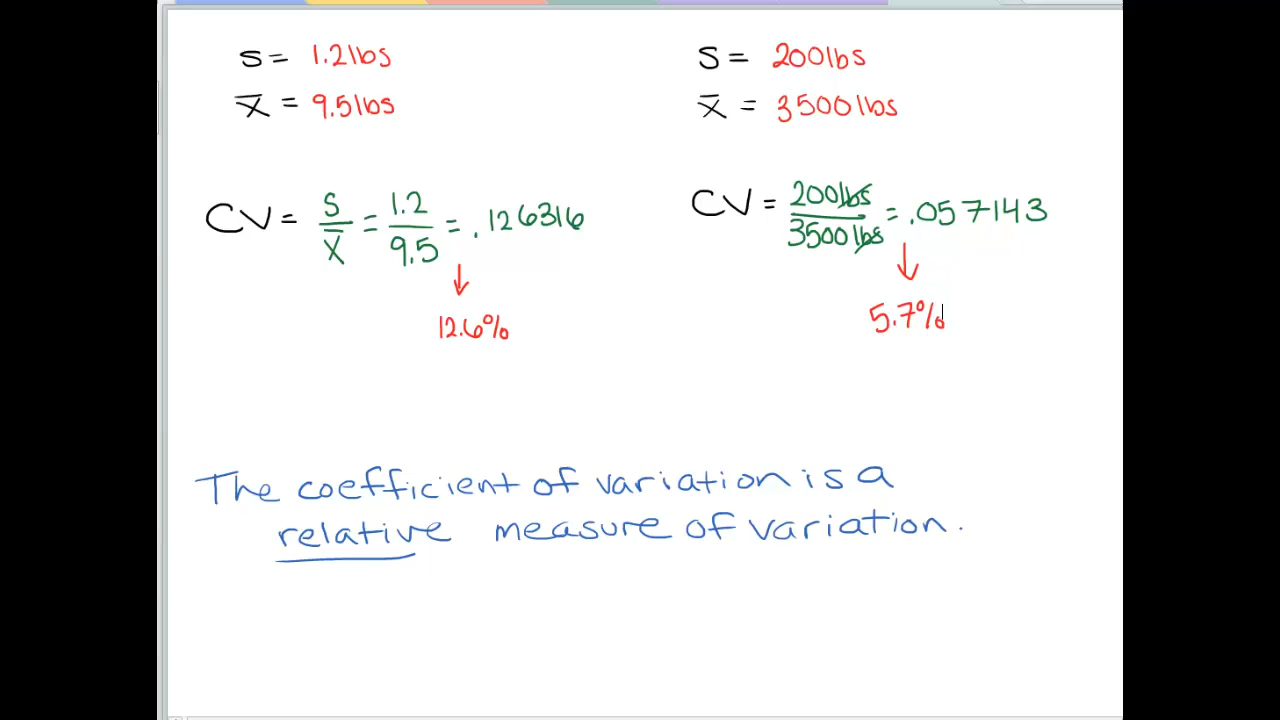 s = 1.2lbs
x̄ = 9.5lbs
CV = s/x̄ = 1.2/9.5 = .126316
↓
12.6%
s = 200lbs
x̄ = 3500lbs
CV = 200lbs/3500lbs = .057143
↓
5.7%
The coefficient of variation is a
relative measure of variation.